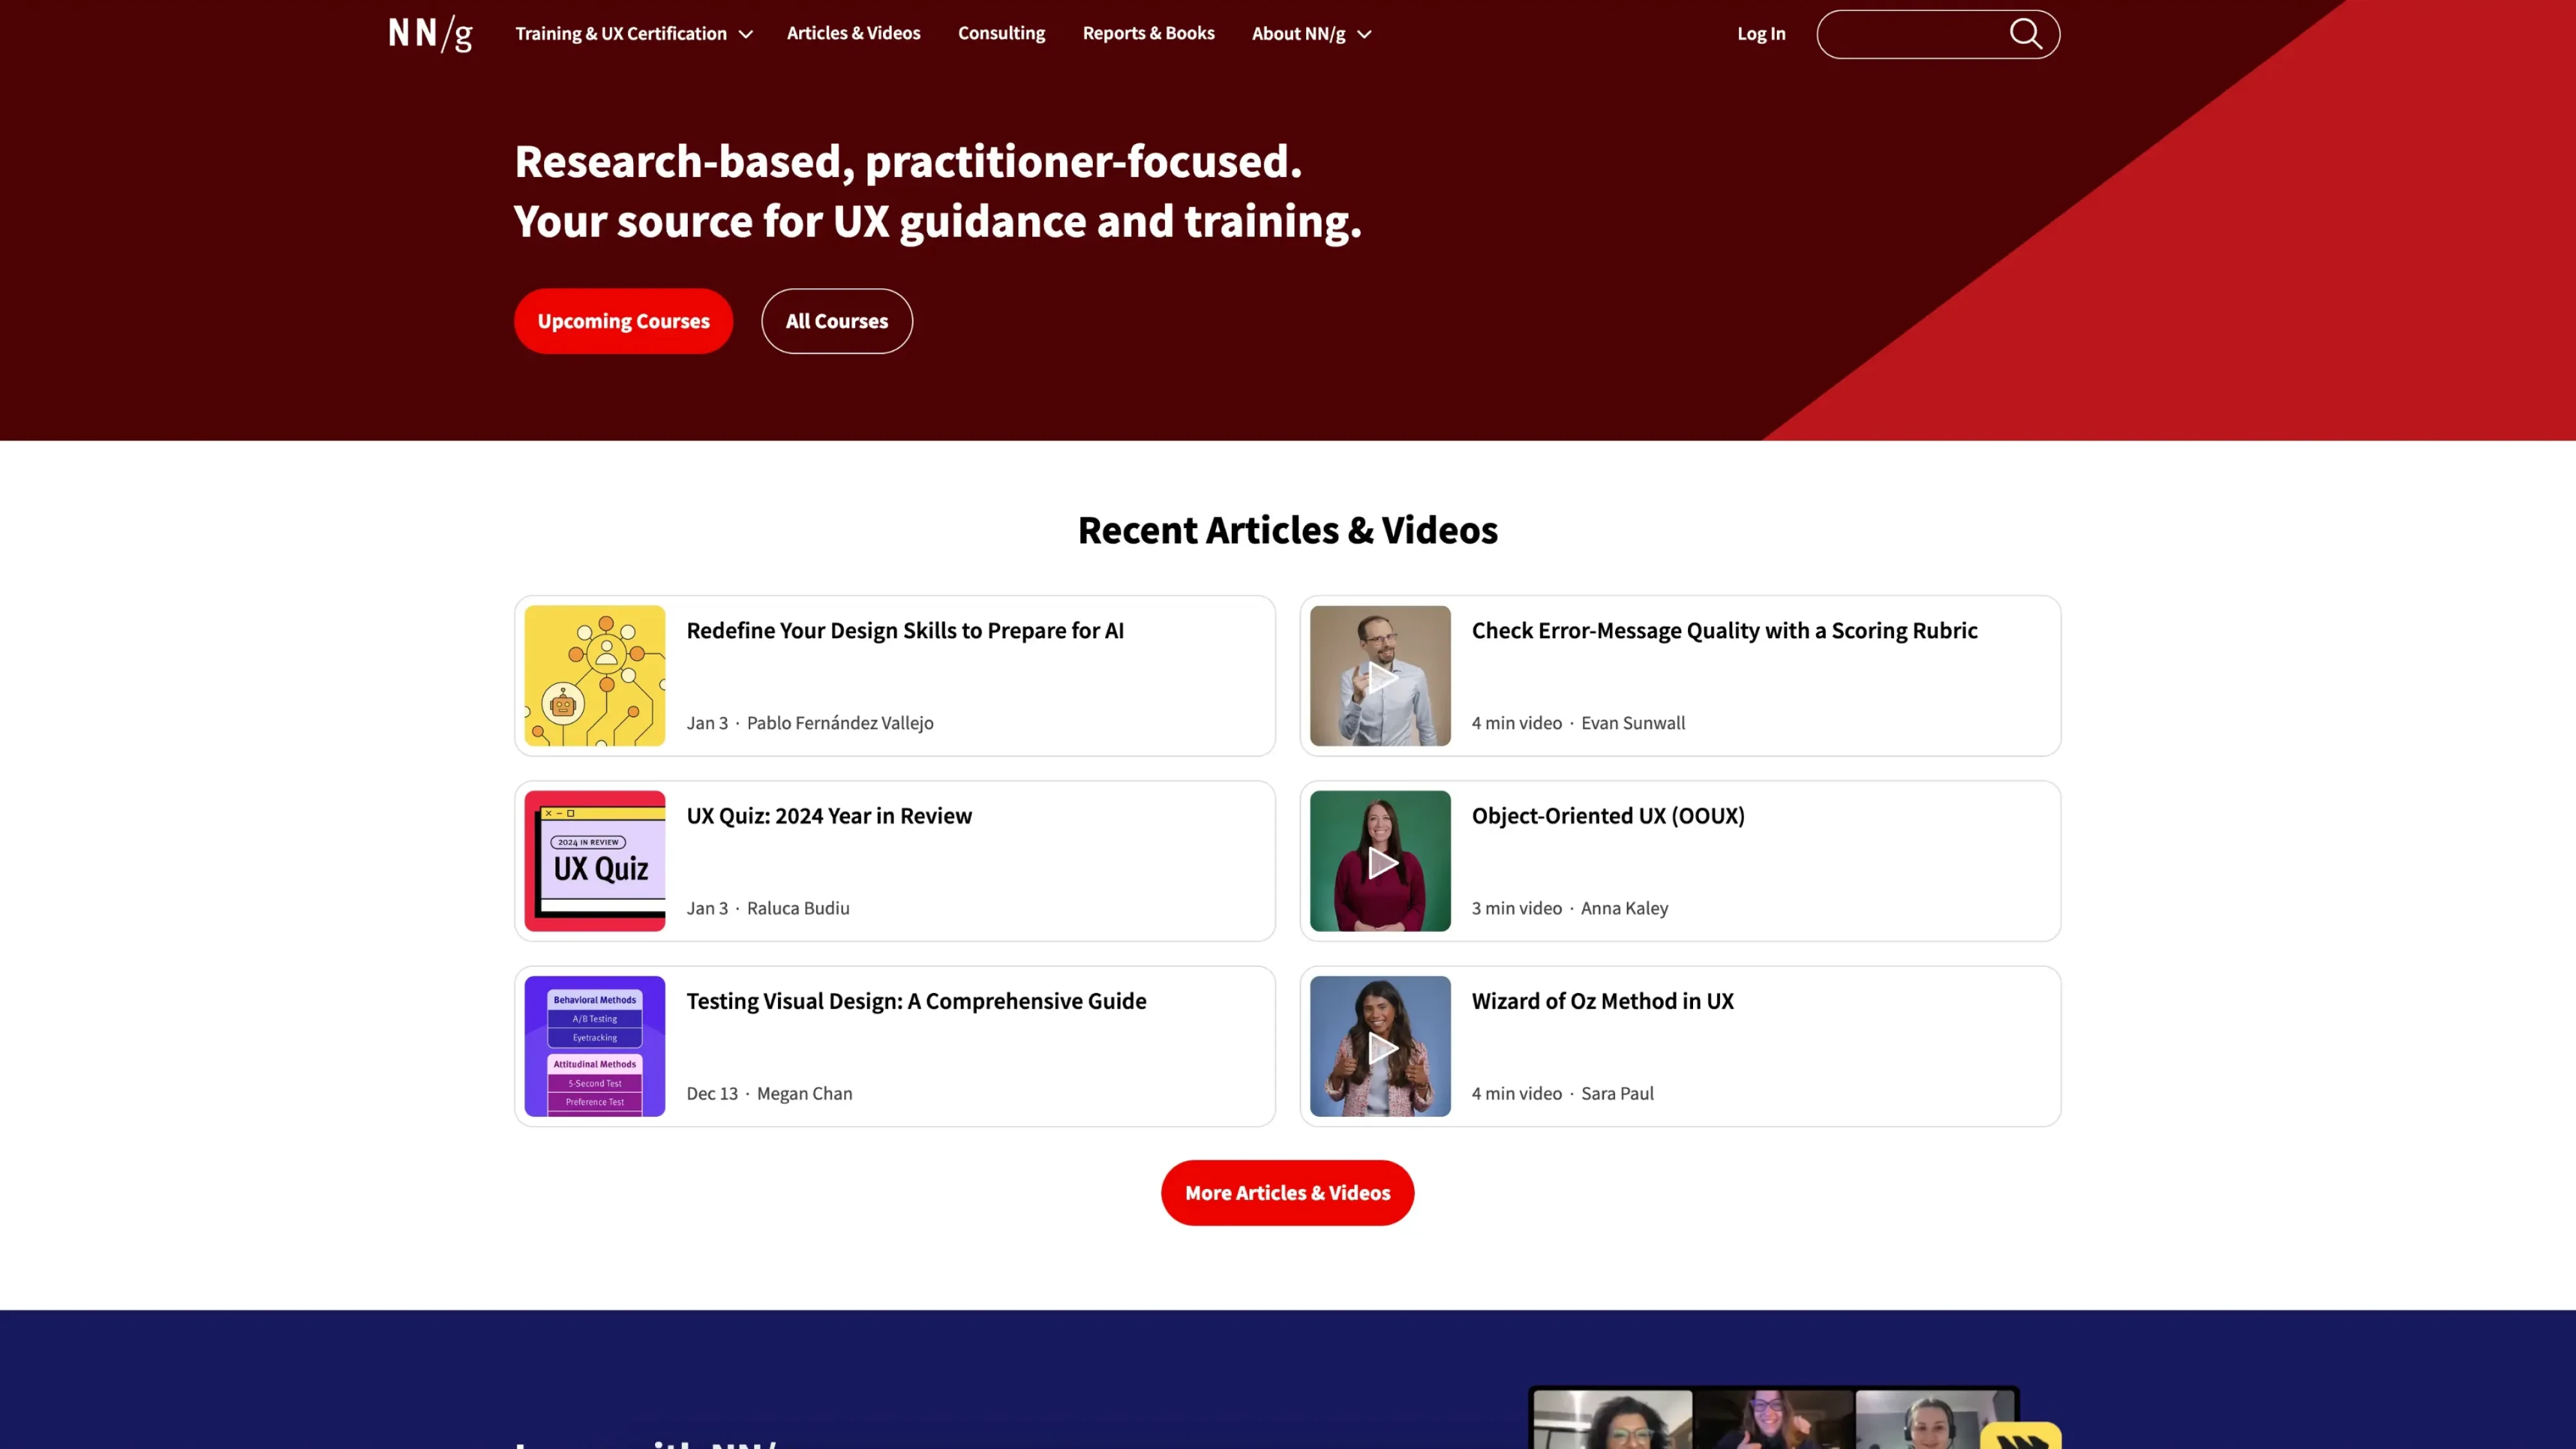 NN/g
Training & UX Certification
Articles & Videos
Consulting
Reports & Books
About NN/g
Log In
Research-based, practitioner-focused.
Your source for UX guidance and training.
Upcoming Courses
All Courses
Recent Articles & Videos
Redefine Your Design Skills to Prepare for AI
Jan 3 · Pablo Fernández Vallejo
Check Error-Message Quality with a Scoring Rubric
4 min video · Evan Sunwall
2024 IN REVIEW
UX Quiz
UX Quiz: 2024 Year in Review
Jan 3 · Raluca Budiu
Object-Oriented UX (OOUX)
3 min video · Anna Kaley
Behavioral Methods
A/B Testing
Eyetracking
Attitudinal Methods
5-Second Test
Preference Test
Testing Visual Design: A Comprehensive Guide
Dec 13 · Megan Chan
Wizard of Oz Method in UX
4 min video · Sara Paul
More Articles & Videos